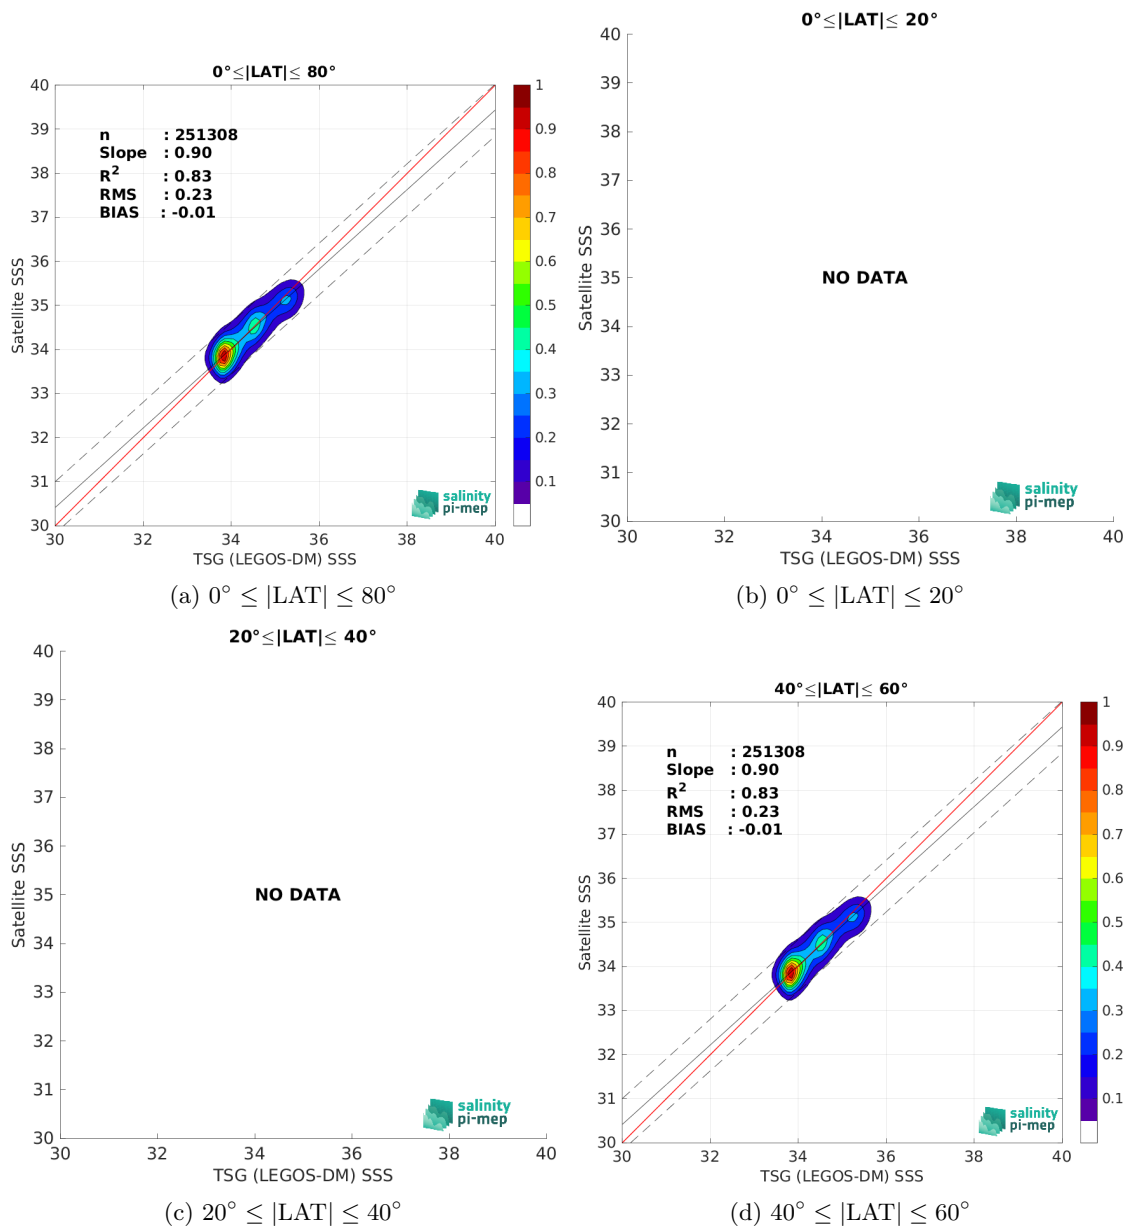 0°≤|LAT|≤ 80°
n : 251308
Slope : 0.90
R² : 0.83
RMS : 0.23
BIAS : -0.01
40
39
38
37
36
35
34
33
32
31
30
Satellite SSS
30 32 34 36 38 40
TSG (LEGOS-DM) SSS
1
0.9
0.8
0.7
0.6
0.5
0.4
0.3
0.2
0.1
salinity
pi-mep
(a) 0° ≤ |LAT| ≤ 80°
0°≤|LAT|≤ 20°
40
39
38
37
36
35
34
33
32
31
30
Satellite SSS
NO DATA
30 32 34 36 38 40
TSG (LEGOS-DM) SSS
salinity
pi-mep
(b) 0° ≤ |LAT| ≤ 20°
20°≤|LAT|≤ 40°
40
39
38
37
36
35
34
33
32
31
30
Satellite SSS
NO DATA
30 32 34 36 38 40
TSG (LEGOS-DM) SSS
salinity
pi-mep
(c) 20° ≤ |LAT| ≤ 40°
40°≤|LAT|≤ 60°
n : 251308
Slope : 0.90
R² : 0.83
RMS : 0.23
BIAS : -0.01
40
39
38
37
36
35
34
33
32
31
30
Satellite SSS
30 32 34 36 38 40
TSG (LEGOS-DM) SSS
1
0.9
0.8
0.7
0.6
0.5
0.4
0.3
0.2
0.1
salinity
pi-mep
(d) 40° ≤ |LAT| ≤ 60°